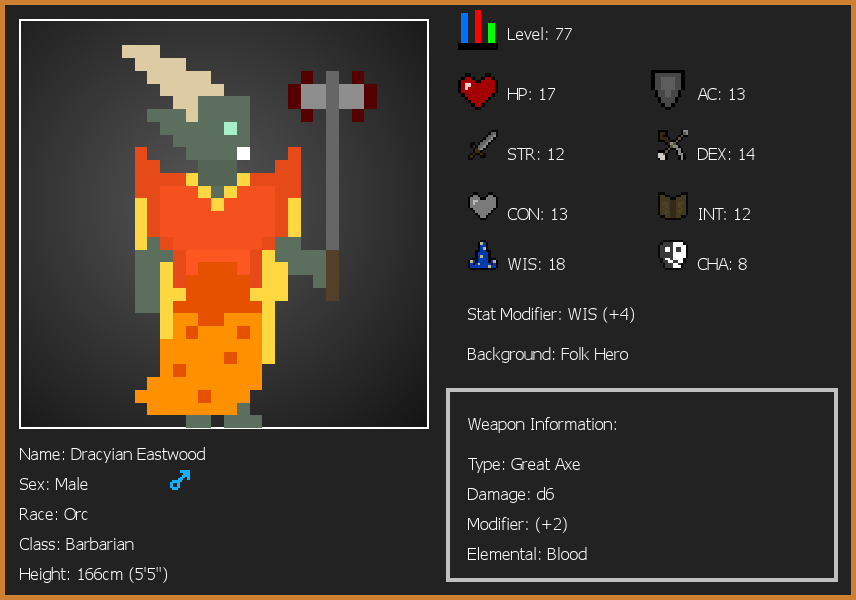 Level: 77
HP: 17
AC: 13
STR: 12
DEX: 14
CON: 13
INT: 12
WIS: 18
CHA: 8
Stat Modifier: WIS (+4)
Background: Folk Hero
Weapon Information:
Type: Great Axe
Damage: d6
Modifier: (+2)
Elemental: Blood
Name: Dracyian Eastwood
Sex: Male
Race: Orc
Class: Barbarian
Height: 166cm (5'5")